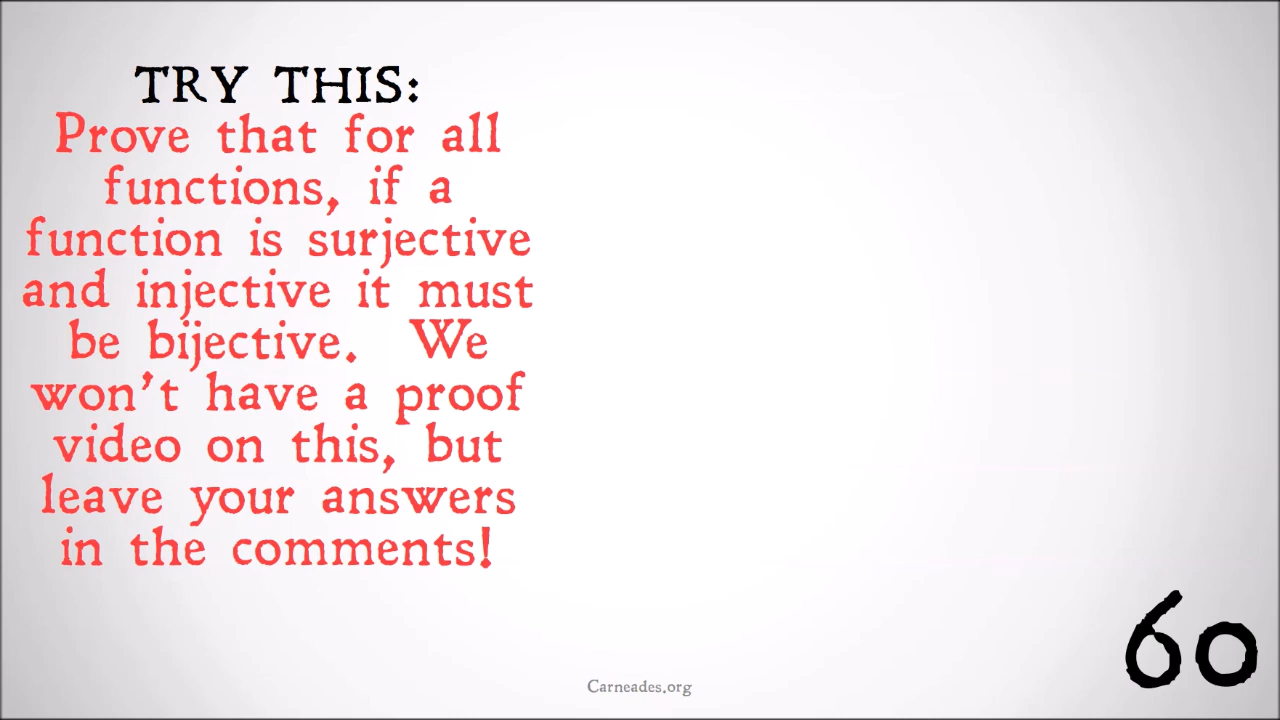 TRY THIS:
Prove that for all
functions, if a
function is surjective
and injective it must
be bijective. We
won't have a proof
video on this, but
leave your answers
in the comments!
60
Carneades.org